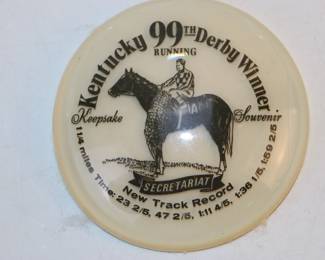 Kentucky 99TH Derby Winner
RUNNING
Keepsake Souvenir
SECRETARIAT
New Track Record
1 1/4 miles Time: 23 2/5, 47 2/5, 1:11 4/5, 1:36 1/5, 1:59 2/5